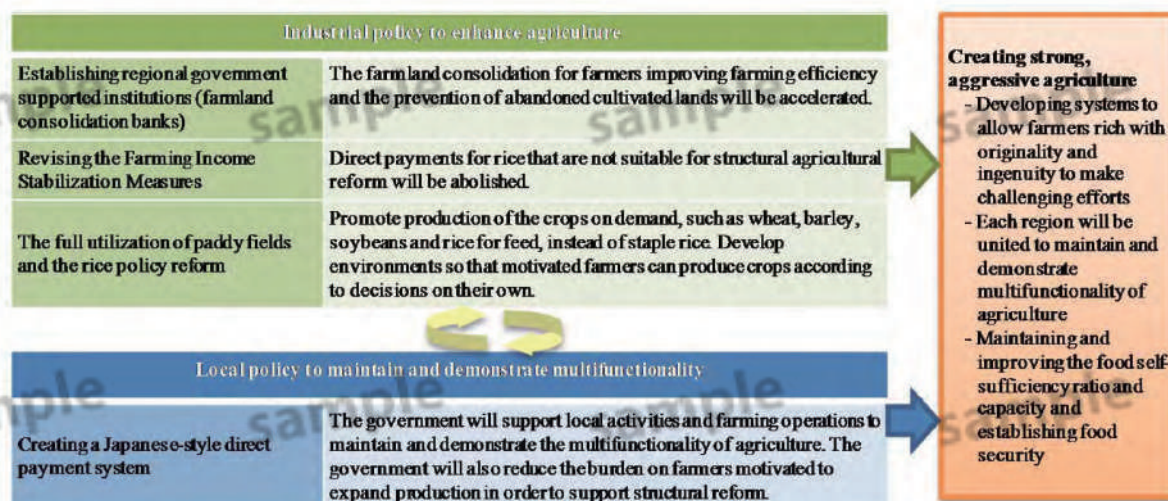 Industrial policy to enhance agriculture
Establishing regional government
supported institutions (farmland
consolidation banks)
The farmland consolidation for farmers improving farming efficiency
and the prevention of abandoned cultivated lands will be accelerated.
Revising the Farming Income
Stabilization Measures
Direct payments for rice that are not suitable for structural agricultural
reform will be abolished.
The full utilization of paddy fields
and the rice policy reform
Promote production of the crops on demand, such as wheat, barley,
soybeans and rice for feed, instead of staple rice. Develop
environments so that motivated farmers can produce crops according
to decisions on their own.
Local policy to maintain and demonstrate multifunctionality
Creating a Japanese-style direct
payment system
The government will support local activities and farming operations to
maintain and demonstrate the multifunctionality of agriculture. The
government will also reduce the burden on farmers motivated to
expand production in order to support structural reform.
Creating strong,
aggressive agriculture
- Developing systems to
allow farmers rich with
originality and
ingenuity to make
challenging efforts
- Each region will be
united to maintain and
demonstrate
multifunctionality of
agriculture
- Maintaining and
improving the food self-
sufficiency ratio and
capacity and
establishing food
security
sample
sample
sample
sample
sample
sample
sample
sample